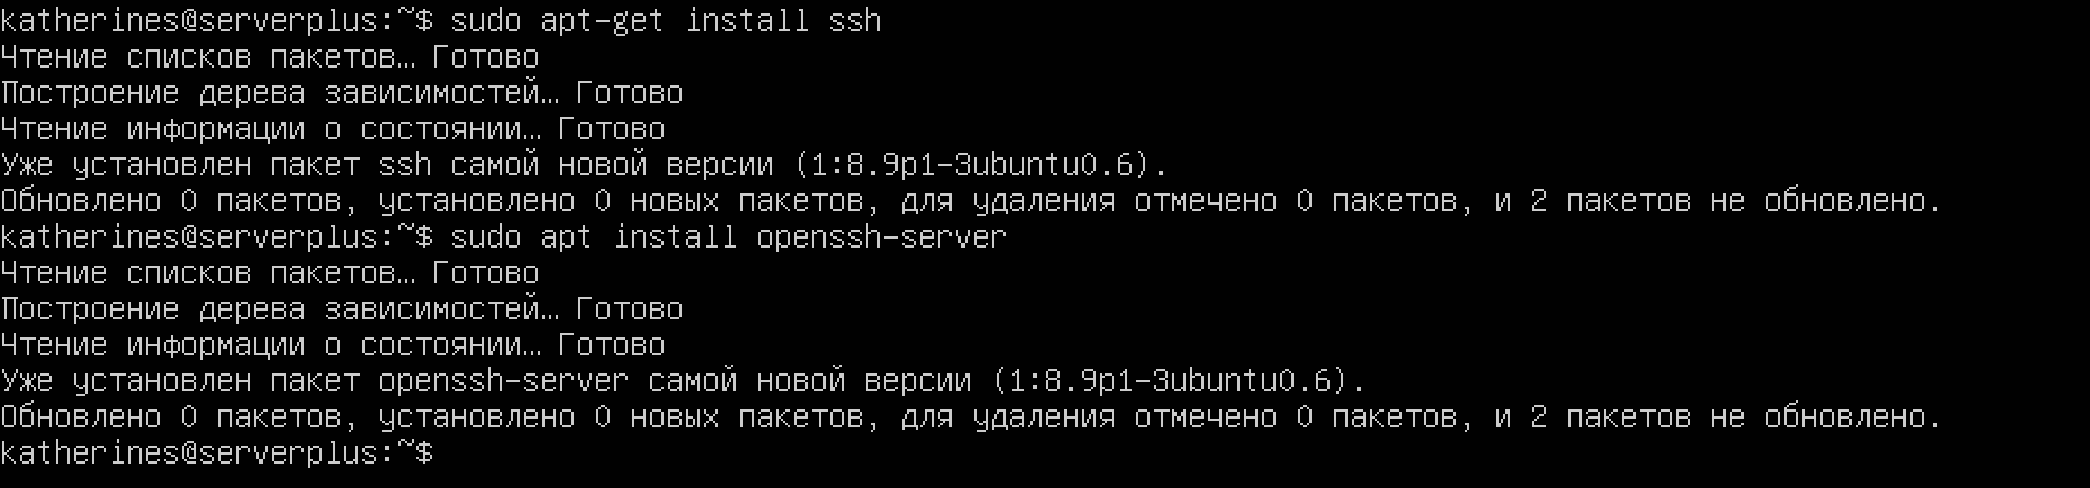 katherines@serverplus:~$ sudo apt-get install ssh
Чтение списков пакетов… Готово
Построение дерева зависимостей… Готово
Чтение информации о состоянии… Готово
Уже установлен пакет ssh самой новой версии (1:8.9p1-3ubuntu0.6).
Обновлено 0 пакетов, установлено 0 новых пакетов, для удаления отмечено 0 пакетов, и 2 пакетов не обновлено.
katherines@serverplus:~$ sudo apt install openssh-server
Чтение списков пакетов… Готово
Построение дерева зависимостей… Готово
Чтение информации о состоянии… Готово
Уже установлен пакет openssh-server самой новой версии (1:8.9p1-3ubuntu0.6).
Обновлено 0 пакетов, установлено 0 новых пакетов, для удаления отмечено 0 пакетов, и 2 пакетов не обновлено.
katherines@serverplus:~$